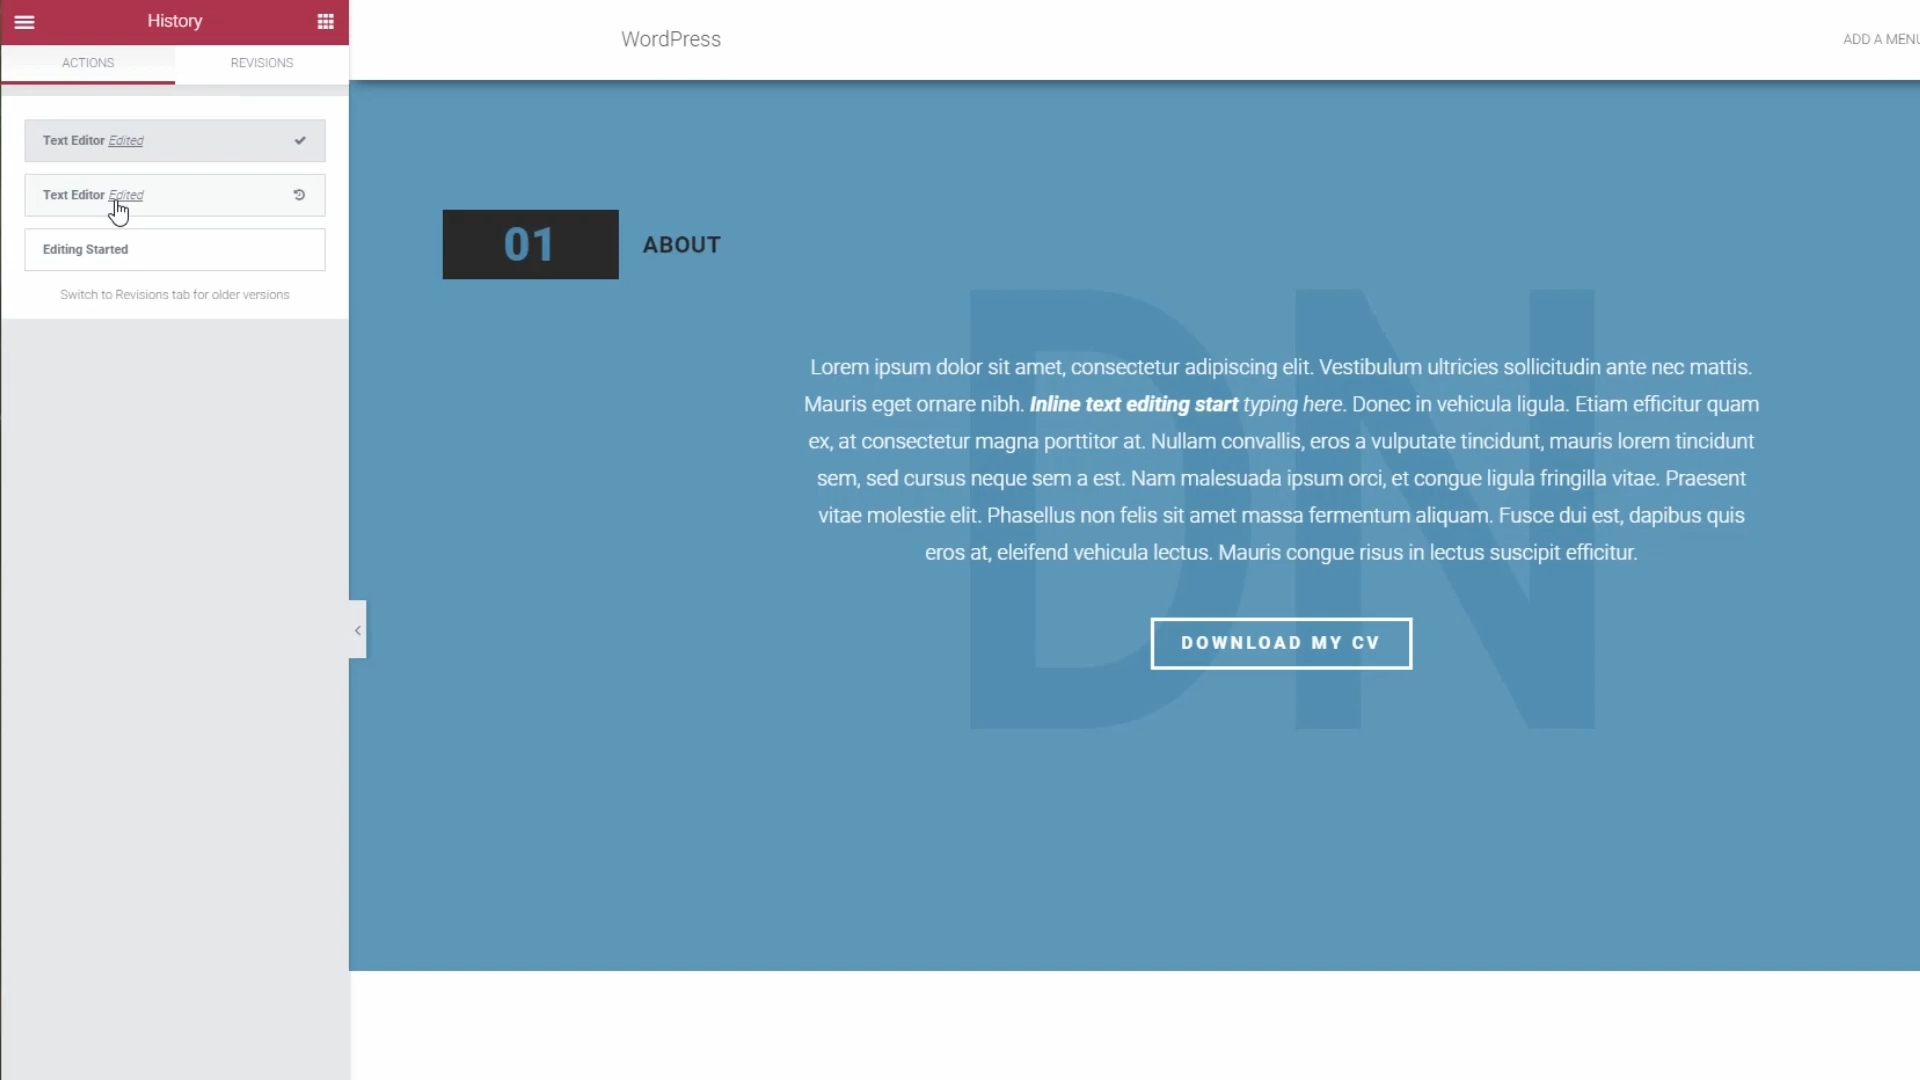 History
ACTIONS
REVISIONS
Text Editor Edited
Text Editor Edited
Editing Started
Switch to Revisions tab for older versions
WordPress
ADD A MENU
01
ABOUT
DN
Lorem ipsum dolor sit amet, consectetur adipiscing elit. Vestibulum ultricies sollicitudin ante nec mattis.
Mauris eget ornare nibh. Inline text editing start typing here. Donec in vehicula ligula. Etiam efficitur quam
ex, at consectetur magna porttitor at. Nullam convallis, eros a vulputate tincidunt, mauris lorem tincidunt
sem, sed cursus neque sem a est. Nam malesuada ipsum orci, et congue ligula fringilla vitae. Praesent
vitae molestie elit. Phasellus non felis sit amet massa fermentum aliquam. Fusce dui est, dapibus quis
eros at, eleifend vehicula lectus. Mauris congue risus in lectus suscipit efficitur.
DOWNLOAD MY CV